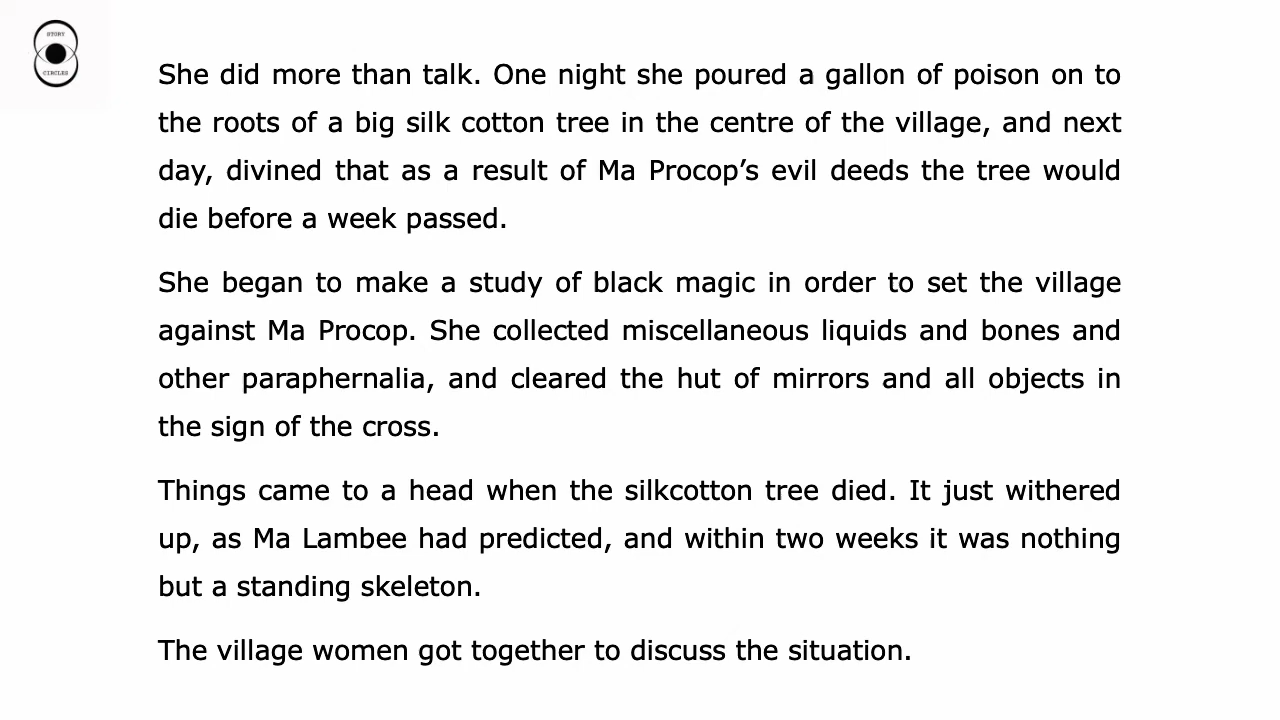 STORY
CIRCLES
She did more than talk. One night she poured a gallon of poison on to
the roots of a big silk cotton tree in the centre of the village, and next
day, divined that as a result of Ma Procop’s evil deeds the tree would
die before a week passed.
She began to make a study of black magic in order to set the village
against Ma Procop. She collected miscellaneous liquids and bones and
other paraphernalia, and cleared the hut of mirrors and all objects in
the sign of the cross.
Things came to a head when the silkcotton tree died. It just withered
up, as Ma Lambee had predicted, and within two weeks it was nothing
but a standing skeleton.
The village women got together to discuss the situation.